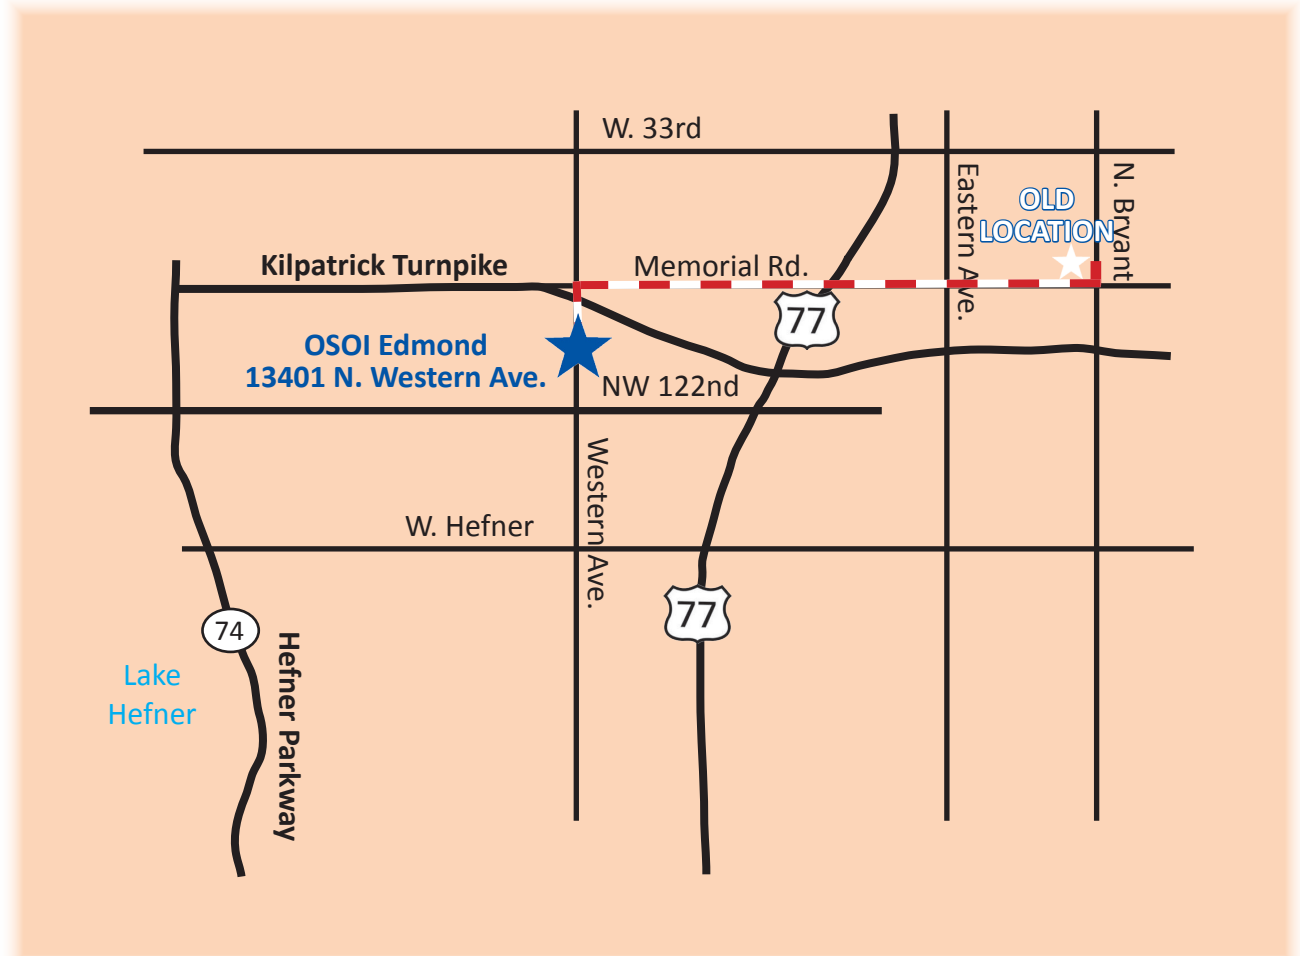 W. 33rd
Eastern Ave.
N. Bryant
OLD
LOCATION
Kilpatrick Turnpike
Memorial Rd.
77
OSOI Edmond
13401 N. Western Ave.
NW 122nd
Western Ave.
W. Hefner
77
74
Hefner Parkway
Lake
Hefner